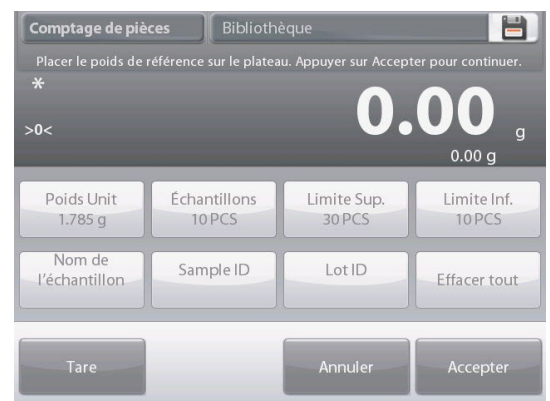 Comptage de pièces
Bibliothèque
Placer le poids de référence sur le plateau. Appuyer sur Accepter pour continuer.
*
0.00 g
>0<
0.00 g
Poids Unit
1.785 g
Échantillons
10 PCS
Limite Sup.
30 PCS
Limite Inf.
10 PCS
Nom de
l'échantillon
Sample ID
Lot ID
Effacer tout
Tare
Annuler
Accepter